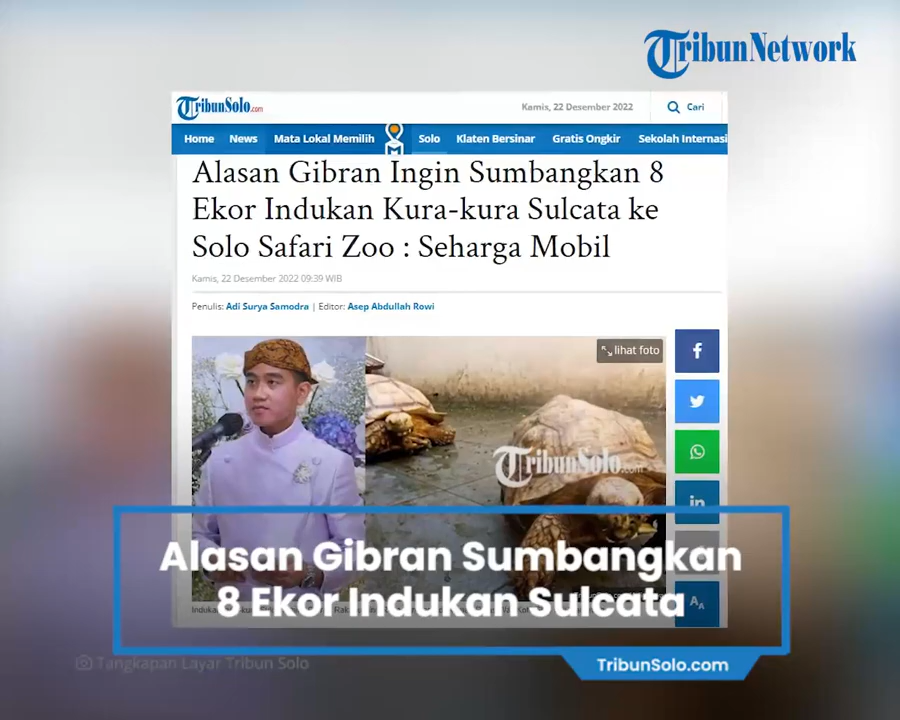 TribunNetwork
TribunSolo.com
Kamis, 22 Desember 2022
Cari
Home News Mata Lokal Memilih Solo Klaten Bersinar Gratis Ongkir Sekolah Internasi
Alasan Gibran Ingin Sumbangkan 8
Ekor Indukan Kura-kura Sulcata ke
Solo Safari Zoo : Seharga Mobil
Kamis, 22 Desember 2022 09:39 WIB
Penulis: Adi Surya Samodra | Editor: Asep Abdullah Rowi
lihat foto
TribunSolo.com
Alasan Gibran Sumbangkan
8 Ekor Indukan Sulcata
AA
Tangkapan Layar Tribun Solo
TribunSolo.com